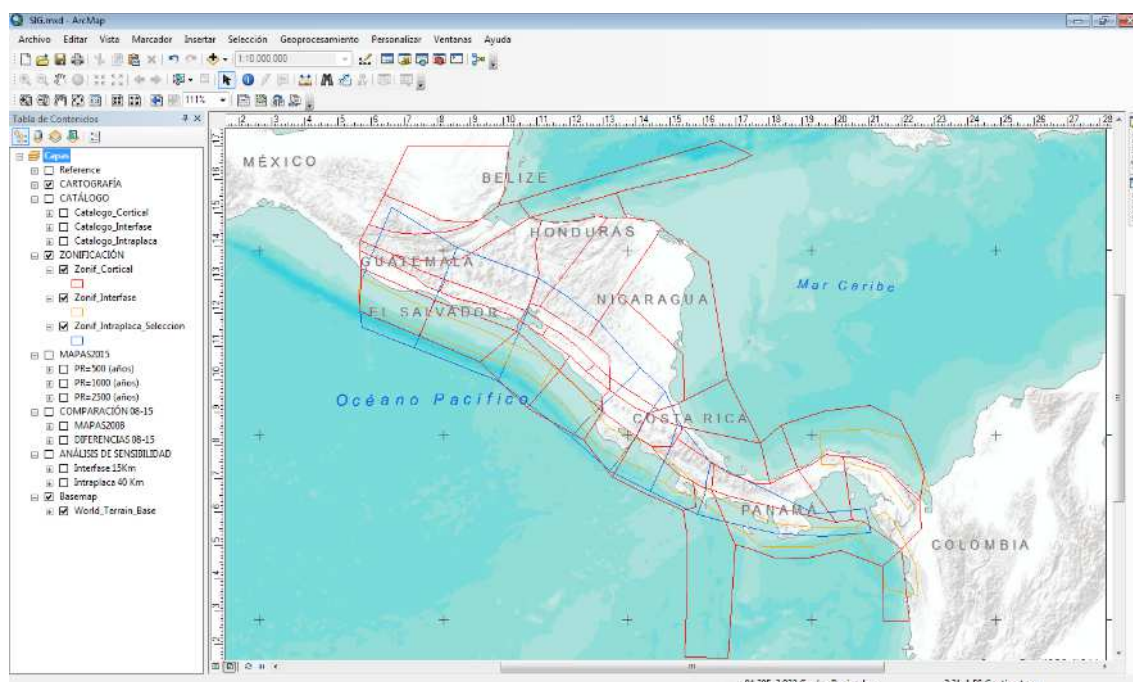 SIG.mxd - ArcMap
Archivo Editar Vista Marcador Insertar Selección Geoprocesamiento Personalizar Ventanas Ayuda
1:10.000.000
111%
Tabla de Contenidos
Capas
Reference
CARTOGRAFÍA
CATÁLOGO
Catalogo_Cortical
Catalogo_Interfase
Catalogo_Intraplaca
ZONIFICACIÓN
Zonif_Cortical
Zonif_Interfase
Zonif_Intraplaca_Seleccion
MAPAS2015
PR=500 (años)
PR=1000 (años)
PR=2500 (años)
COMPARACIÓN 08-15
MAPAS2008
DIFERENCIAS 08-15
ANÁLISIS DE SENSIBILIDAD
Interfase 15Km
Intraplaca 40 Km
Basemap
World_Terrain_Base
MÉXICO
BELIZE
HONDURAS
GUATEMALA
Mar Caribe
NICARAGUA
EL SALVADOR
Océano Pacífico
COSTA RICA
PANAMÁ
COLOMBIA